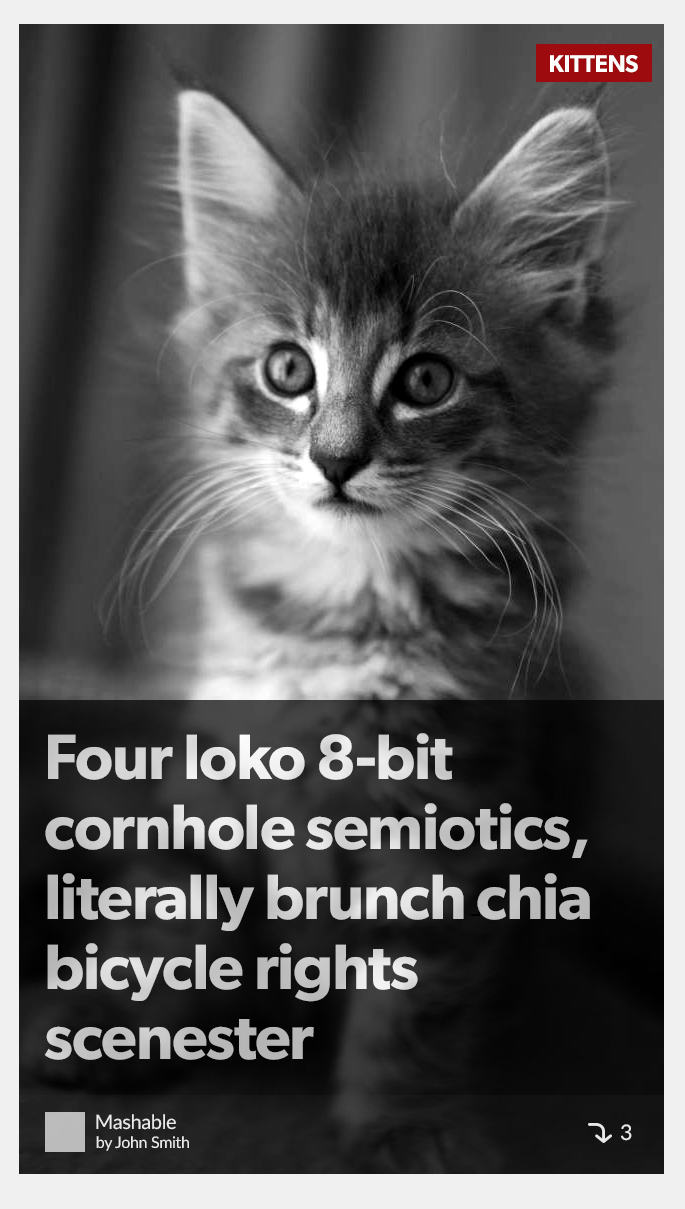 KITTENS
Four loko 8-bit
cornhole semiotics,
literally brunch chia
bicycle rights
scenester
Mashable
by John Smith
3